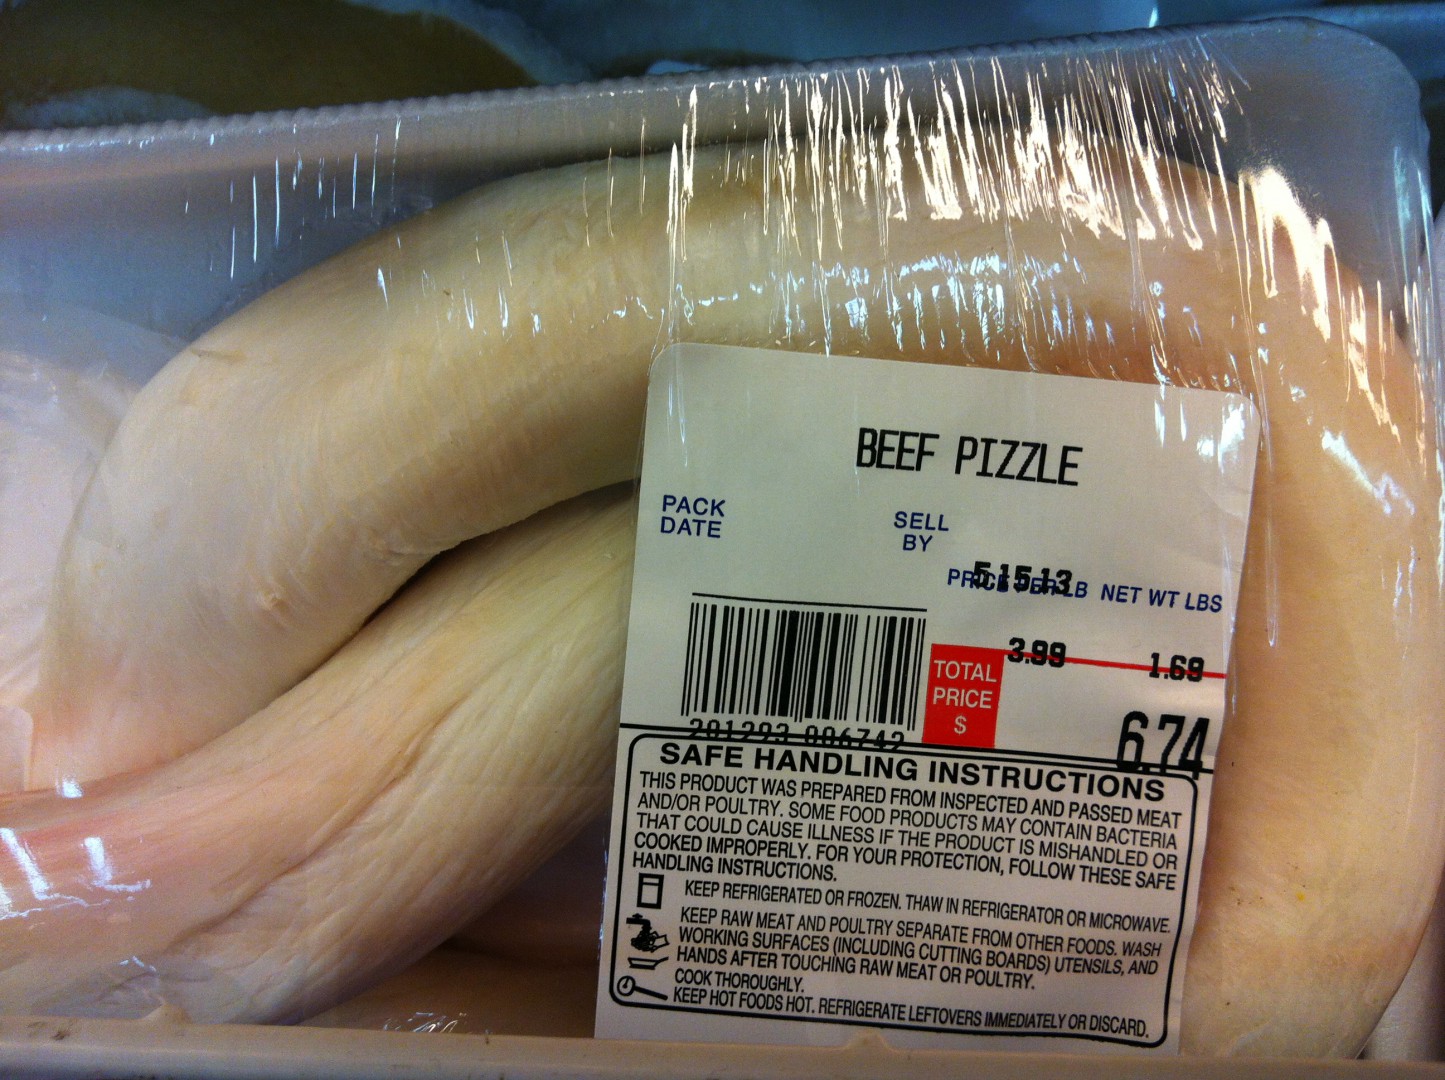 BEEF PIZZLE
PACK
DATE
SELL
BY
5.15.13
PRICE PER LB NET WT LBS
3.99 1.69
TOTAL
PRICE
$
6.74
201293 006742
SAFE HANDLING INSTRUCTIONS
THIS PRODUCT WAS PREPARED FROM INSPECTED AND PASSED MEAT
AND/OR POULTRY. SOME FOOD PRODUCTS MAY CONTAIN BACTERIA
THAT COULD CAUSE ILLNESS IF THE PRODUCT IS MISHANDLED OR
COOKED IMPROPERLY. FOR YOUR PROTECTION, FOLLOW THESE SAFE
HANDLING INSTRUCTIONS.
KEEP REFRIGERATED OR FROZEN. THAW IN REFRIGERATOR OR MICROWAVE.
KEEP RAW MEAT AND POULTRY SEPARATE FROM OTHER FOODS. WASH
WORKING SURFACES (INCLUDING CUTTING BOARDS) UTENSILS, AND
HANDS AFTER TOUCHING RAW MEAT OR POULTRY.
COOK THOROUGHLY.
KEEP HOT FOODS HOT. REFRIGERATE LEFTOVERS IMMEDIATELY OR DISCARD.